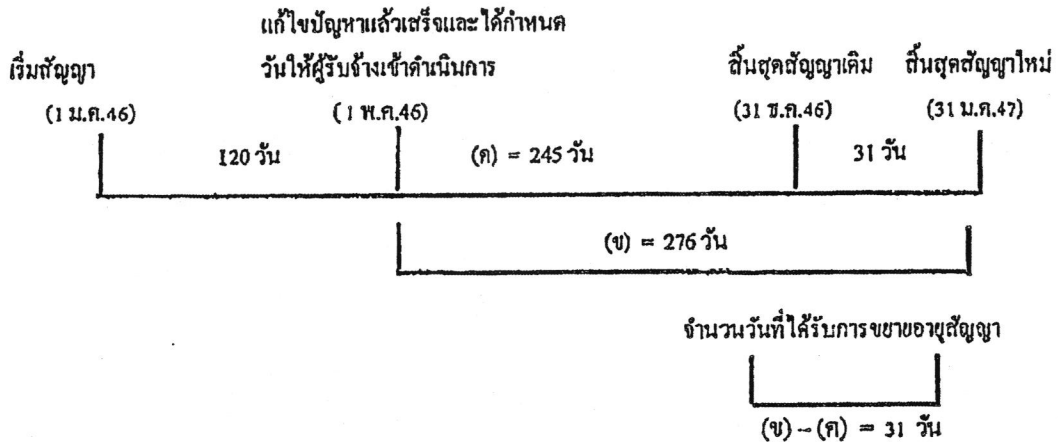 แก้ไขปัญหาแล้วเสร็จและได้กำหนด
เริ่มสัญญา วันให้ผู้รับจ้างเข้าดำเนินการ สิ้นสุดสัญญาเดิม สิ้นสุดสัญญาใหม่
(1 ม.ค.46) (1 พ.ค.46) (31 ธ.ค.46) (31 ม.ค.47)
120 วัน (ค) = 245 วัน 31 วัน
(ข) = 276 วัน
จำนวนวันที่ได้รับการขยายอายุสัญญา
(ข) – (ค) = 31 วัน